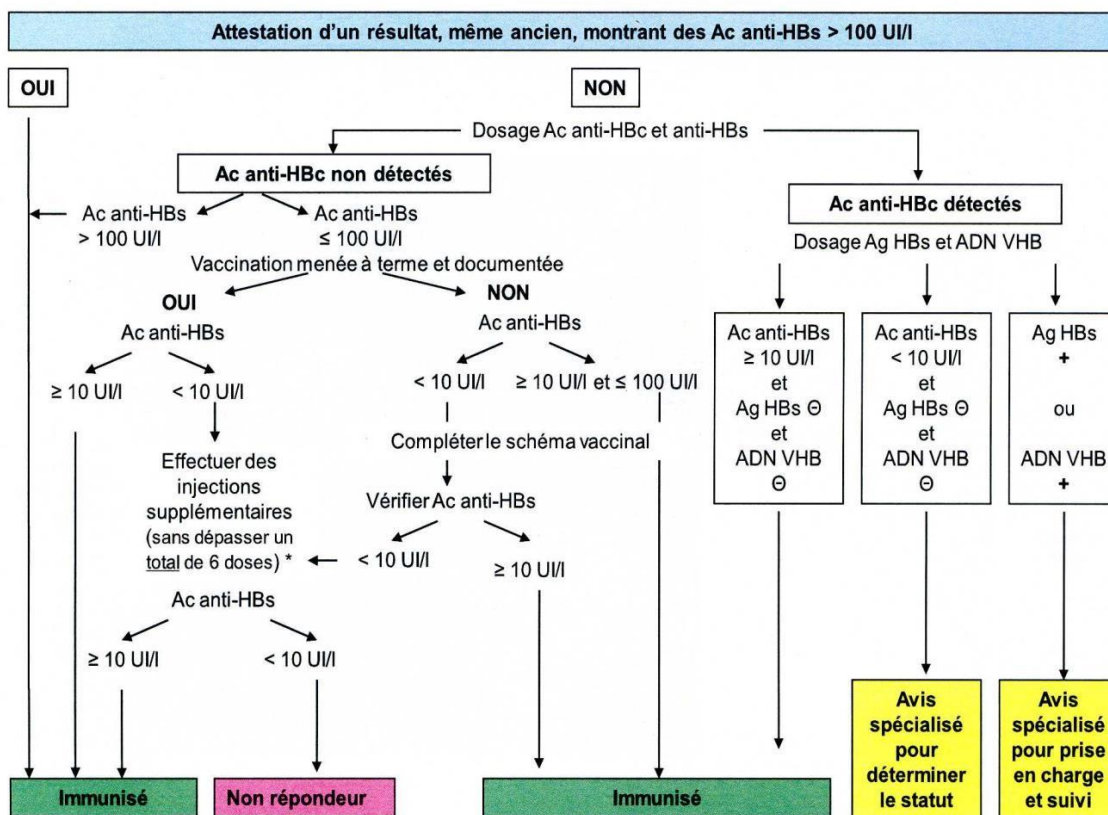 Attestation d'un résultat, même ancien, montrant des Ac anti-HBs > 100 UI/l
OUI
NON
Dosage Ac anti-HBc et anti-HBs
Ac anti-HBc non détectés
Ac anti-HBs
> 100 UI/l
Ac anti-HBs
≤ 100 UI/l
Vaccination menée à terme et documentée
OUI
Ac anti-HBs
≥ 10 UI/l
< 10 UI/l
Effectuer des
injections
supplémentaires
(sans dépasser un
total de 6 doses) *
Ac anti-HBs
≥ 10 UI/l
< 10 UI/l
NON
Ac anti-HBs
< 10 UI/l
≥ 10 UI/l et ≤ 100 UI/l
Compléter le schéma vaccinal
Vérifier Ac anti-HBs
< 10 UI/l
≥ 10 UI/l
Ac anti-HBc détectés
Dosage Ag HBs et ADN VHB
Ac anti-HBs
≥ 10 UI/l
et
Ag HBs Θ
et
ADN VHB
Θ
Ac anti-HBs
< 10 UI/l
et
Ag HBs Θ
et
ADN VHB
Θ
Ag HBs
+
ou
ADN VHB
+
Immunisé
Non répondeur
Immunisé
Avis
spécialisé
pour
déterminer
le statut
Avis
spécialisé
pour prise
en charge
et suivi